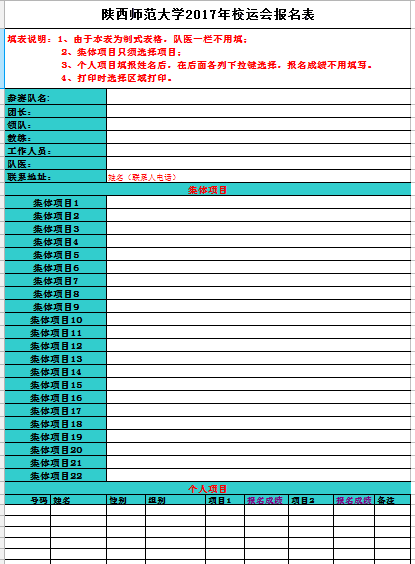 陕西师范大学2017年校运会报名表
填表说明：1、由于本表为制式表格，队医一栏不用填；
2、集体项目只须选择项目；
3、个人项目填报姓名后，在后面各列下拉键选择，报名成绩不用填写。
4、打印时选择区域打印。
参赛队名：
团长：
领队：
教练：
工作人员：
队医：
联系地址： 姓名（联系人电话）
集体项目
集体项目1
集体项目2
集体项目3
集体项目4
集体项目5
集体项目6
集体项目7
集体项目8
集体项目9
集体项目10
集体项目11
集体项目12
集体项目13
集体项目14
集体项目15
集体项目16
集体项目17
集体项目18
集体项目19
集体项目20
集体项目21
集体项目22
个人项目
号码 姓名 性别 组别 项目1 报名成绩 项目2 报名成绩 备注